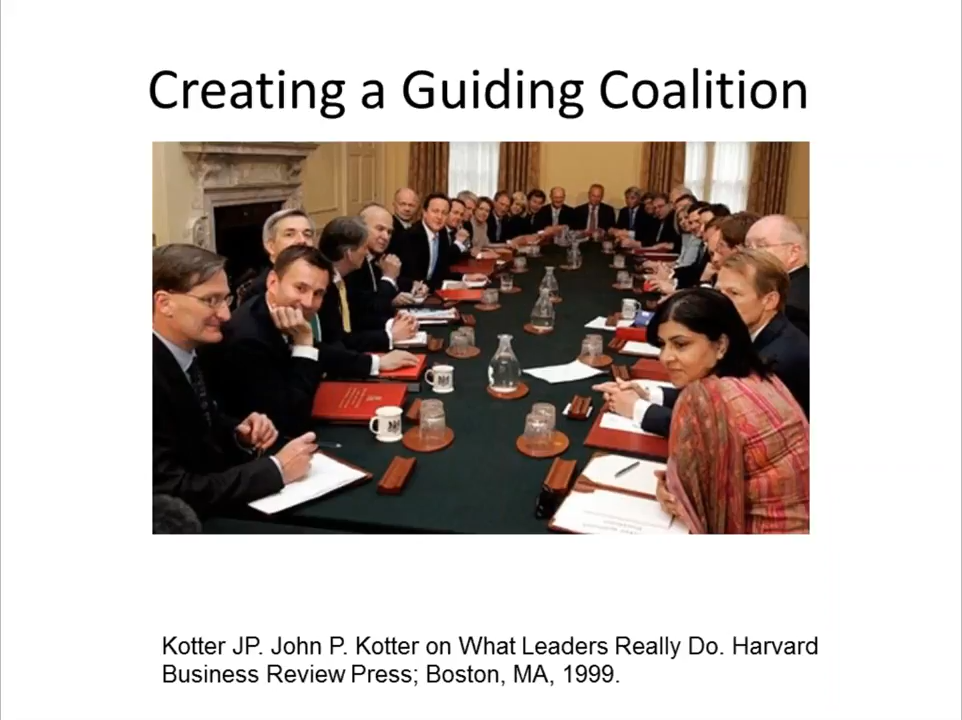 Creating a Guiding Coalition
Kotter JP. John P. Kotter on What Leaders Really Do. Harvard
Business Review Press; Boston, MA, 1999.